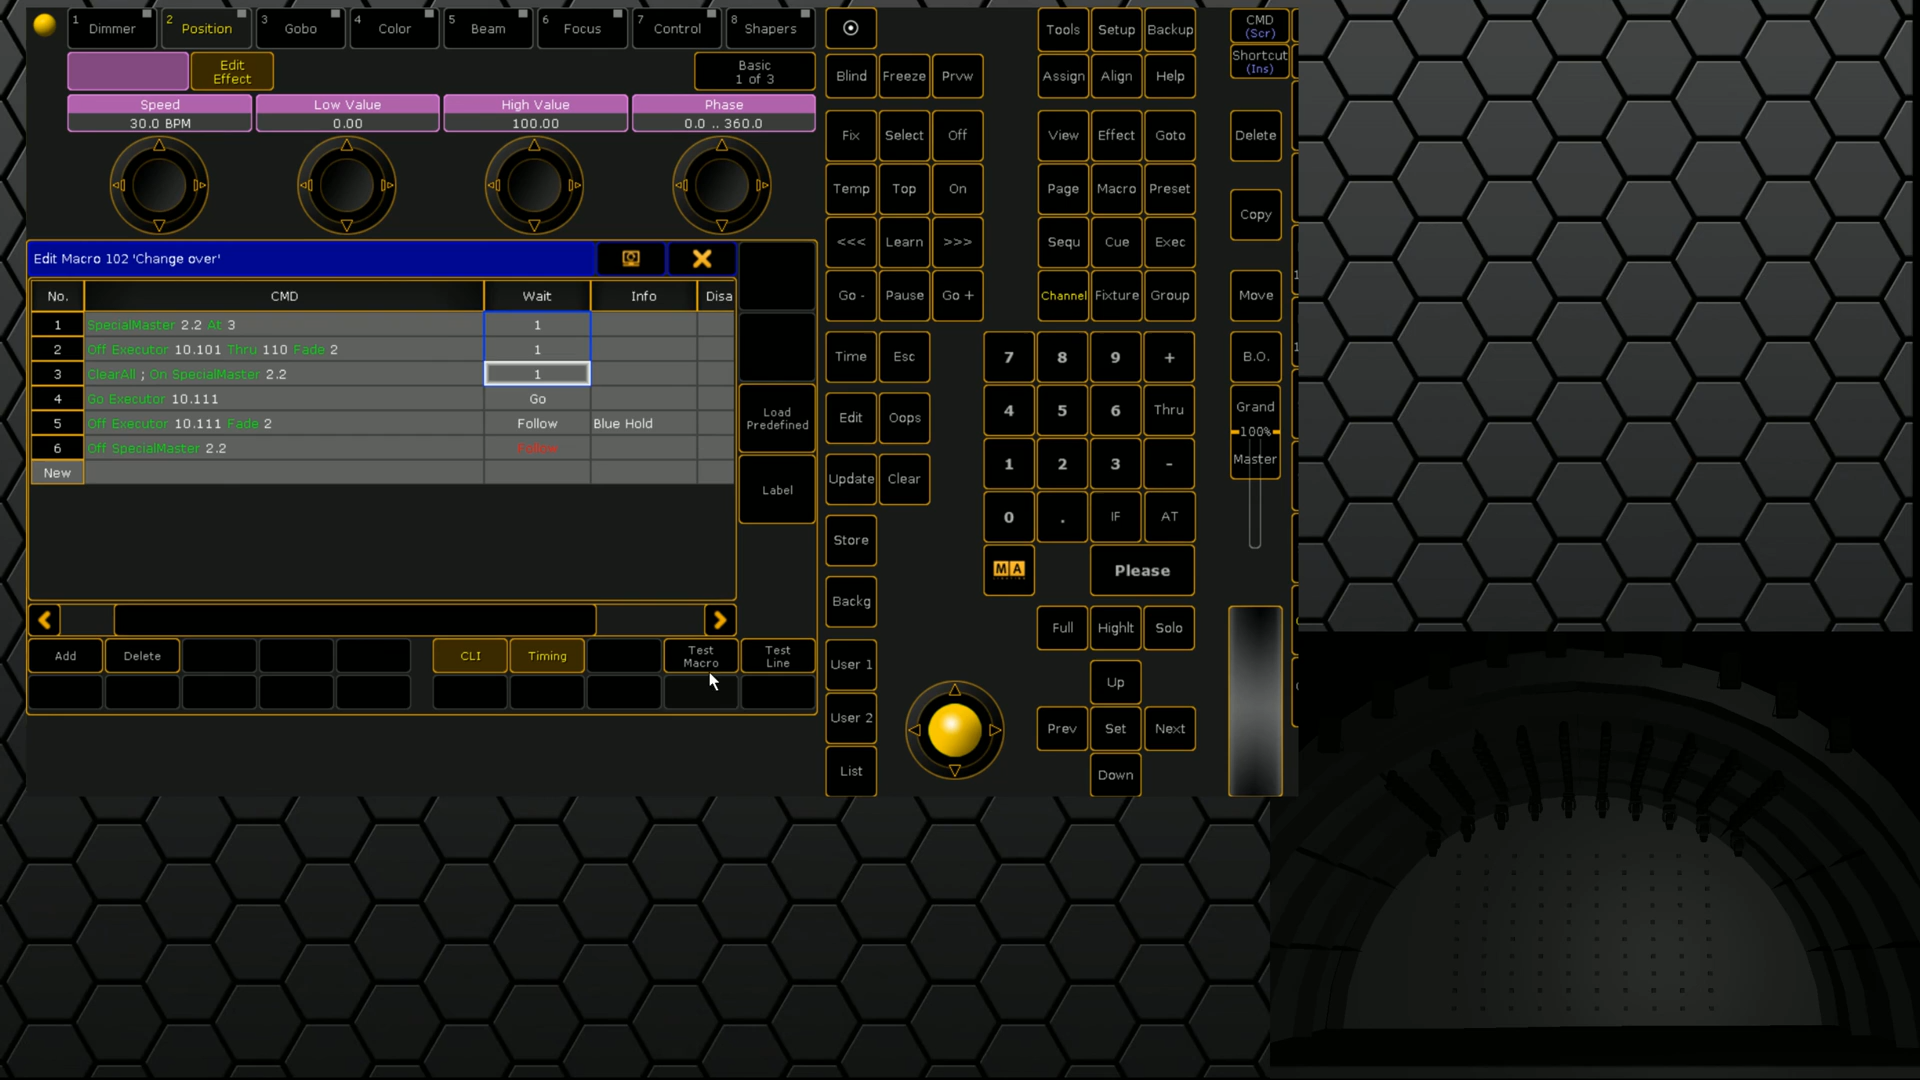 1 Dimmer
2 Position
3 Gobo
4 Color
5 Beam
6 Focus
7 Control
8 Shapers
Edit
Effect
Basic
1 of 3
Speed
30.0 BPM
Low Value
0.00
High Value
100.00
Phase
0.0 .. 360.0
Edit Macro 102 'Change over'
No. CMD Wait Info Disa
1 SpecialMaster 2.2 At 3 1
2 Off Executor 10.101 Thru 110 Fade 2 1
3 ClearAll ; On SpecialMaster 2.2 1
4 Go Executor 10.111 Go
5 Off Executor 10.111 Fade 2 Follow Blue Hold
6 Off SpecialMaster 2.2 Follow
New
Load
Predefined
Label
Add Delete CLI Timing
Test
Macro
Test
Line
Blind Freeze Prvw
Fix Select Off
Temp Top On
<<< Learn >>>
Go - Pause Go +
Time Esc
Edit Oops
Update Clear
Store
Backg
User 1
User 2
List
Tools Setup Backup
Assign Align Help
View Effect Goto
Page Macro Preset
Sequ Cue Exec
Channel Fixture Group
7 8 9 +
4 5 6 Thru
1 2 3 -
0 . IF AT
MA Please
Full Highlt Solo
Up
Prev Set Next
Down
CMD
(Scr)
Shortcut
(Ins)
Delete
Copy
Move
B.O.
Grand
100%
Master